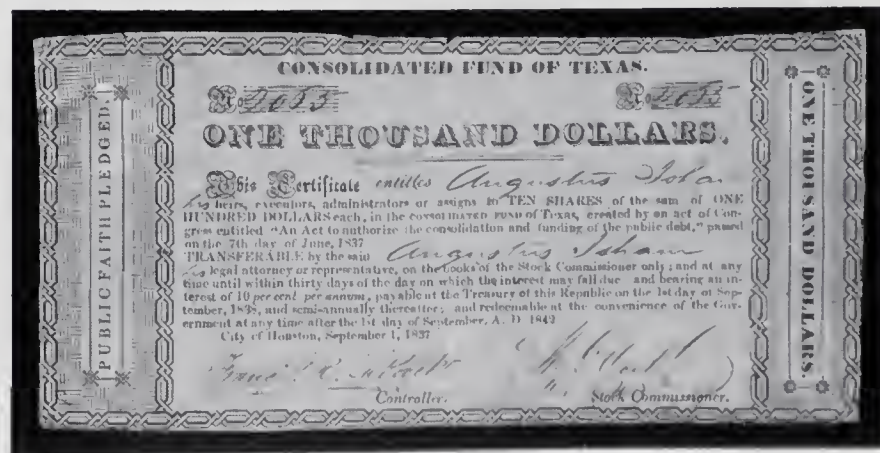 CONSOLIDATED FUND OF TEXAS.
No. 2653 No. 2653
ONE THOUSAND DOLLARS.
This Certificate entitles Augustus Isham
his heirs, executors, administrators or assigns to TEN SHARES of the sum of ONE
HUNDRED DOLLARS each, in the CONSOLIDATED FUND of Texas, created by an act of Con-
gress entitled "An Act to authorize the consolidation and funding of the public debt," passed
on the 7th day of June, 1837
TRANSFERABLE by the said Augustus Isham
his legal attorney or representative, on the books of the Stock Commissioner only; and at any
time until within thirty days of the day on which the interest may fall due and bearing an in-
terest of 10 per cent per annum, payable at the Treasury of this Republic on the 1st day of Sep-
tember, 1838, and semi-annually thereafter; and redeemable at the convenience of the Gov-
ernment at any time after the 1st day of September, A. D. 1842
City of Houston, September 1, 1837
Controller. Stock Commissioner.
PUBLIC FAITH PLEDGED.
ONE THOUSAND DOLLARS.